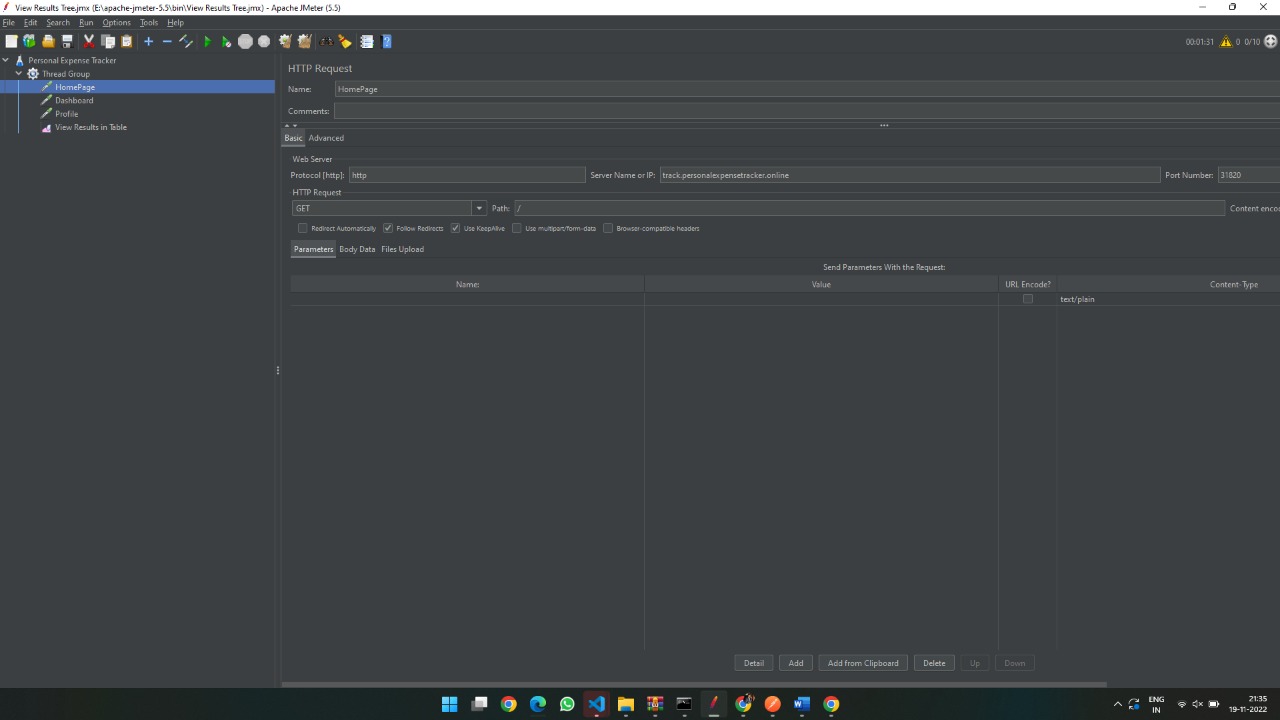 View Results Tree.jmx (E:\apache-jmeter-5.5\bin\View Results Tree.jmx) - Apache JMeter (5.5)
File Edit Search Run Options Tools Help
00:01:31 0 0/10
Personal Expense Tracker
Thread Group
HomePage
Dashboard
Profile
View Results in Table
HTTP Request
Name: HomePage
Comments:
Basic Advanced
Web Server
Protocol [http]: http Server Name or IP: track.personalexpensetracker.online Port Number: 31820
HTTP Request
GET Path: / Content enco
Redirect Automatically Follow Redirects Use KeepAlive Use multipart/form-data Browser-compatible headers
Parameters Body Data Files Upload
Send Parameters With the Request:
Name: Value URL Encode? Content-Type
text/plain
Detail Add Add from Clipboard Delete Up Down
ENG 21:35
IN 19-11-2022